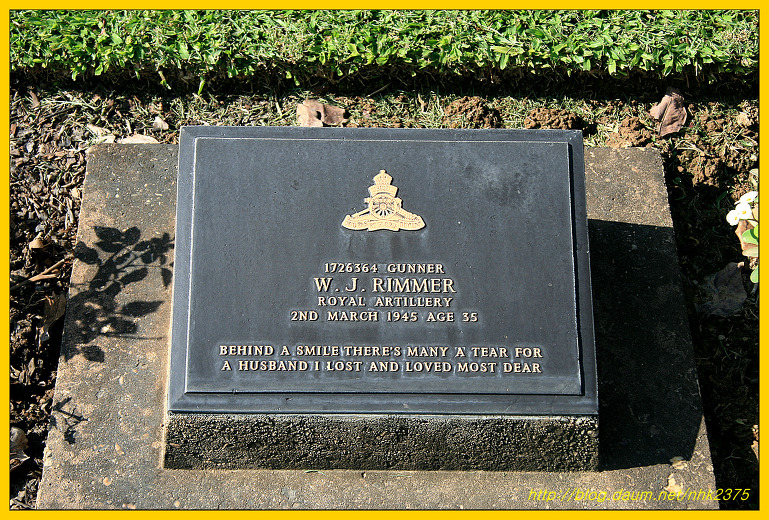 1726364 GUNNER
W. J. RIMMER
ROYAL ARTILLERY
2ND MARCH 1945 AGE 35
BEHIND A SMILE THERE'S MANY A TEAR FOR
A HUSBAND I LOST AND LOVED MOST DEAR
http://blog.daum.net/nhk2375